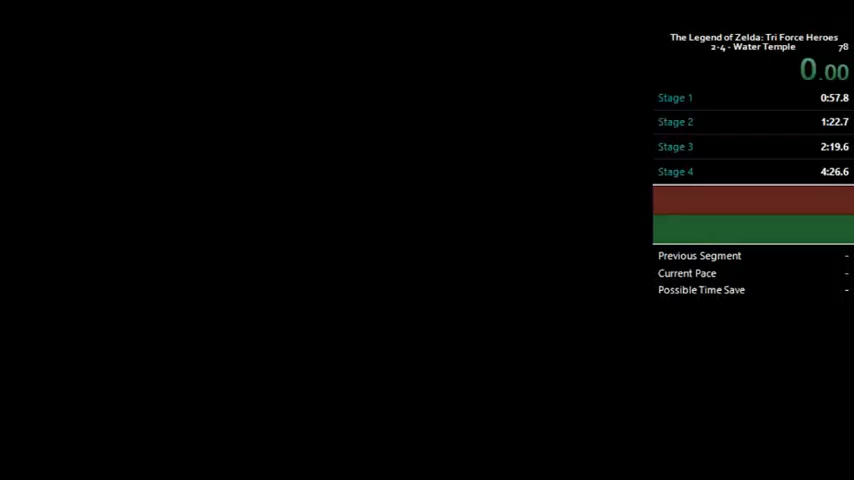 The Legend of Zelda: Tri Force Heroes
2-4 - Water Temple 78
0.00
Stage 1 0:57.8
Stage 2 1:22.7
Stage 3 2:19.6
Stage 4 4:26.6
Previous Segment -
Current Pace -
Possible Time Save -